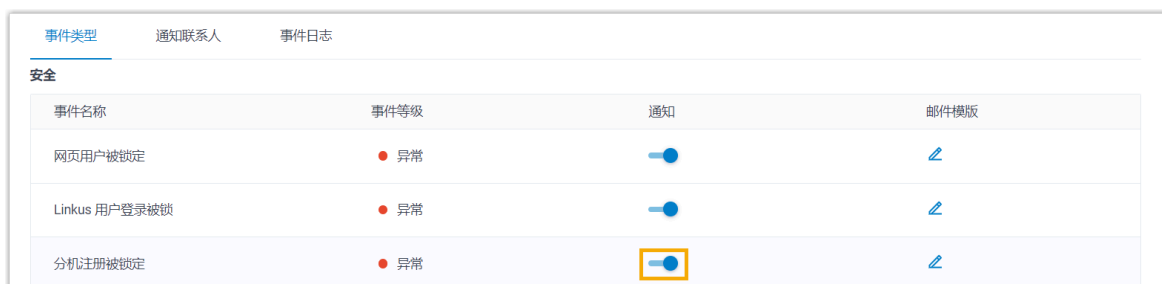 事件类型 通知联系人 事件日志
安全
事件名称 事件等级 通知 邮件模版
网页用户被锁定 异常
Linkus 用户登录被锁 异常
分机注册被锁定 异常